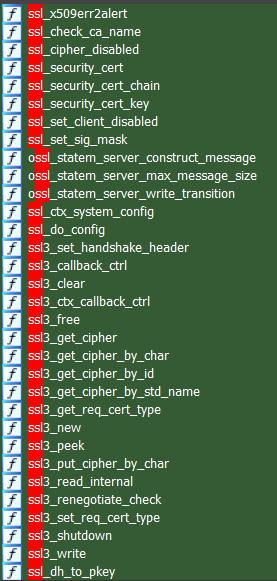 ssl_x509err2alert
ssl_check_ca_name
ssl_cipher_disabled
ssl_security_cert
ssl_security_cert_chain
ssl_security_cert_key
ssl_set_client_disabled
ssl_set_sig_mask
ossl_statem_server_construct_message
ossl_statem_server_max_message_size
ossl_statem_server_write_transition
ssl_ctx_system_config
ssl_do_config
ssl3_set_handshake_header
ssl3_callback_ctrl
ssl3_clear
ssl3_ctx_callback_ctrl
ssl3_free
ssl3_get_cipher
ssl3_get_cipher_by_char
ssl3_get_cipher_by_id
ssl3_get_cipher_by_std_name
ssl3_get_req_cert_type
ssl3_new
ssl3_peek
ssl3_put_cipher_by_char
ssl3_read_internal
ssl3_renegotiate_check
ssl3_set_req_cert_type
ssl3_shutdown
ssl3_write
ssl_dh_to_pkey